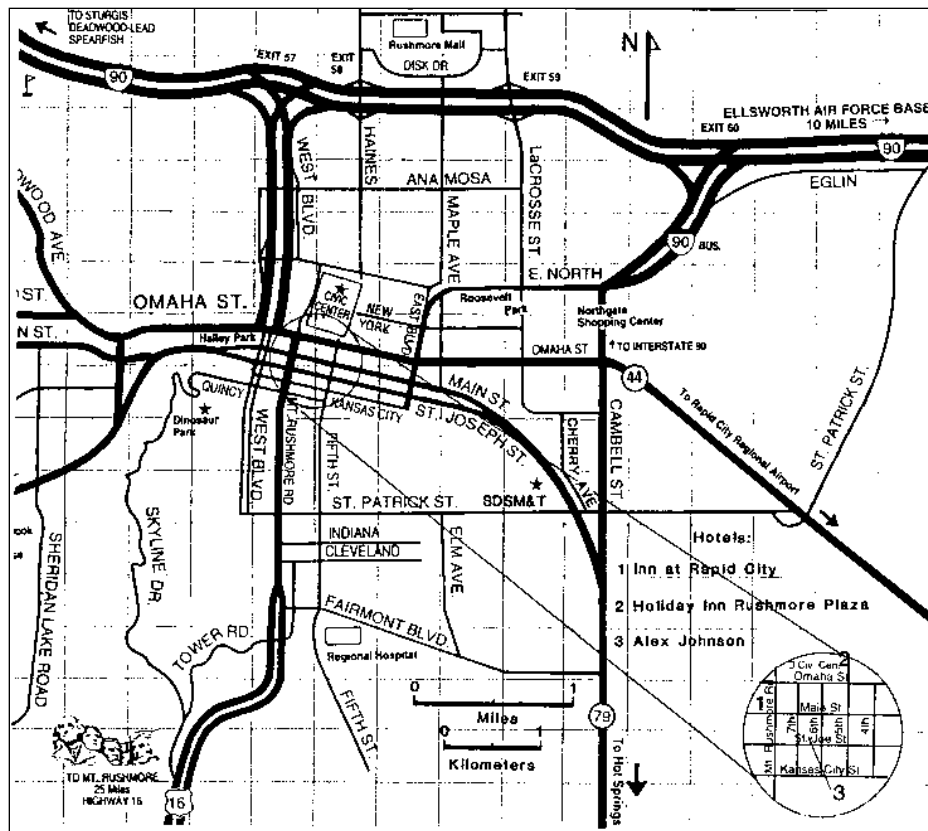 TO STURGIS
DEADWOOD-LEAD
SPEARFISH
90
EXIT 57
EXIT
58
Rushmore Mall
DISK DR
EXIT 59
N
ELLSWORTH AIR FORCE BASE
10 MILES →
EXIT 60
90
EGLIN
WEST
BLVD.
HAINES
ANAMOSA
MAPLE AVE
LaCROSSE ST.
90
BUS.
DWOOD AVE
E. NORTH
OMAHA ST.
CIVIC
CENTER
NEW
YORK
EAST BLVD
Roosevelt
Park
Northgate
Shopping Center
ST.
N ST.
Halley Park
OMAHA ST
↑TO INTERSTATE 90
44
QUINCY
Dinosaur
Park
WEST BLVD.
MT. RUSHMORE RD
KANSAS CITY
FIFTH ST.
MAIN ST.
ST. JOSEPH ST.
CHERRY AVE
CAMBELL ST.
To Rapid City Regional Airport
ST. PATRICK ST.
ST. PATRICK ST.
SDSM&T
SHERIDAN LAKE ROAD
SKYLINE DR.
INDIANA
CLEVELAND
ELM AVE
Hotels:
1 Inn at Rapid City
2 Holiday Inn Rushmore Plaza
3 Alex Johnson
TOWER RD.
FAIRMONT BLVD.
Regional Hospital
FIFTH ST.
0 1
Miles
0 1
Kilometers
79
To Hot Springs
TO MT. RUSHMORE
25 Miles
HIGHWAY 16
16
2
Civ. Cen.
Omaha St
1
Mt Rushmore Rd
Main St
7th
6th
5th
4th
St Joe St
Kansas City St
3